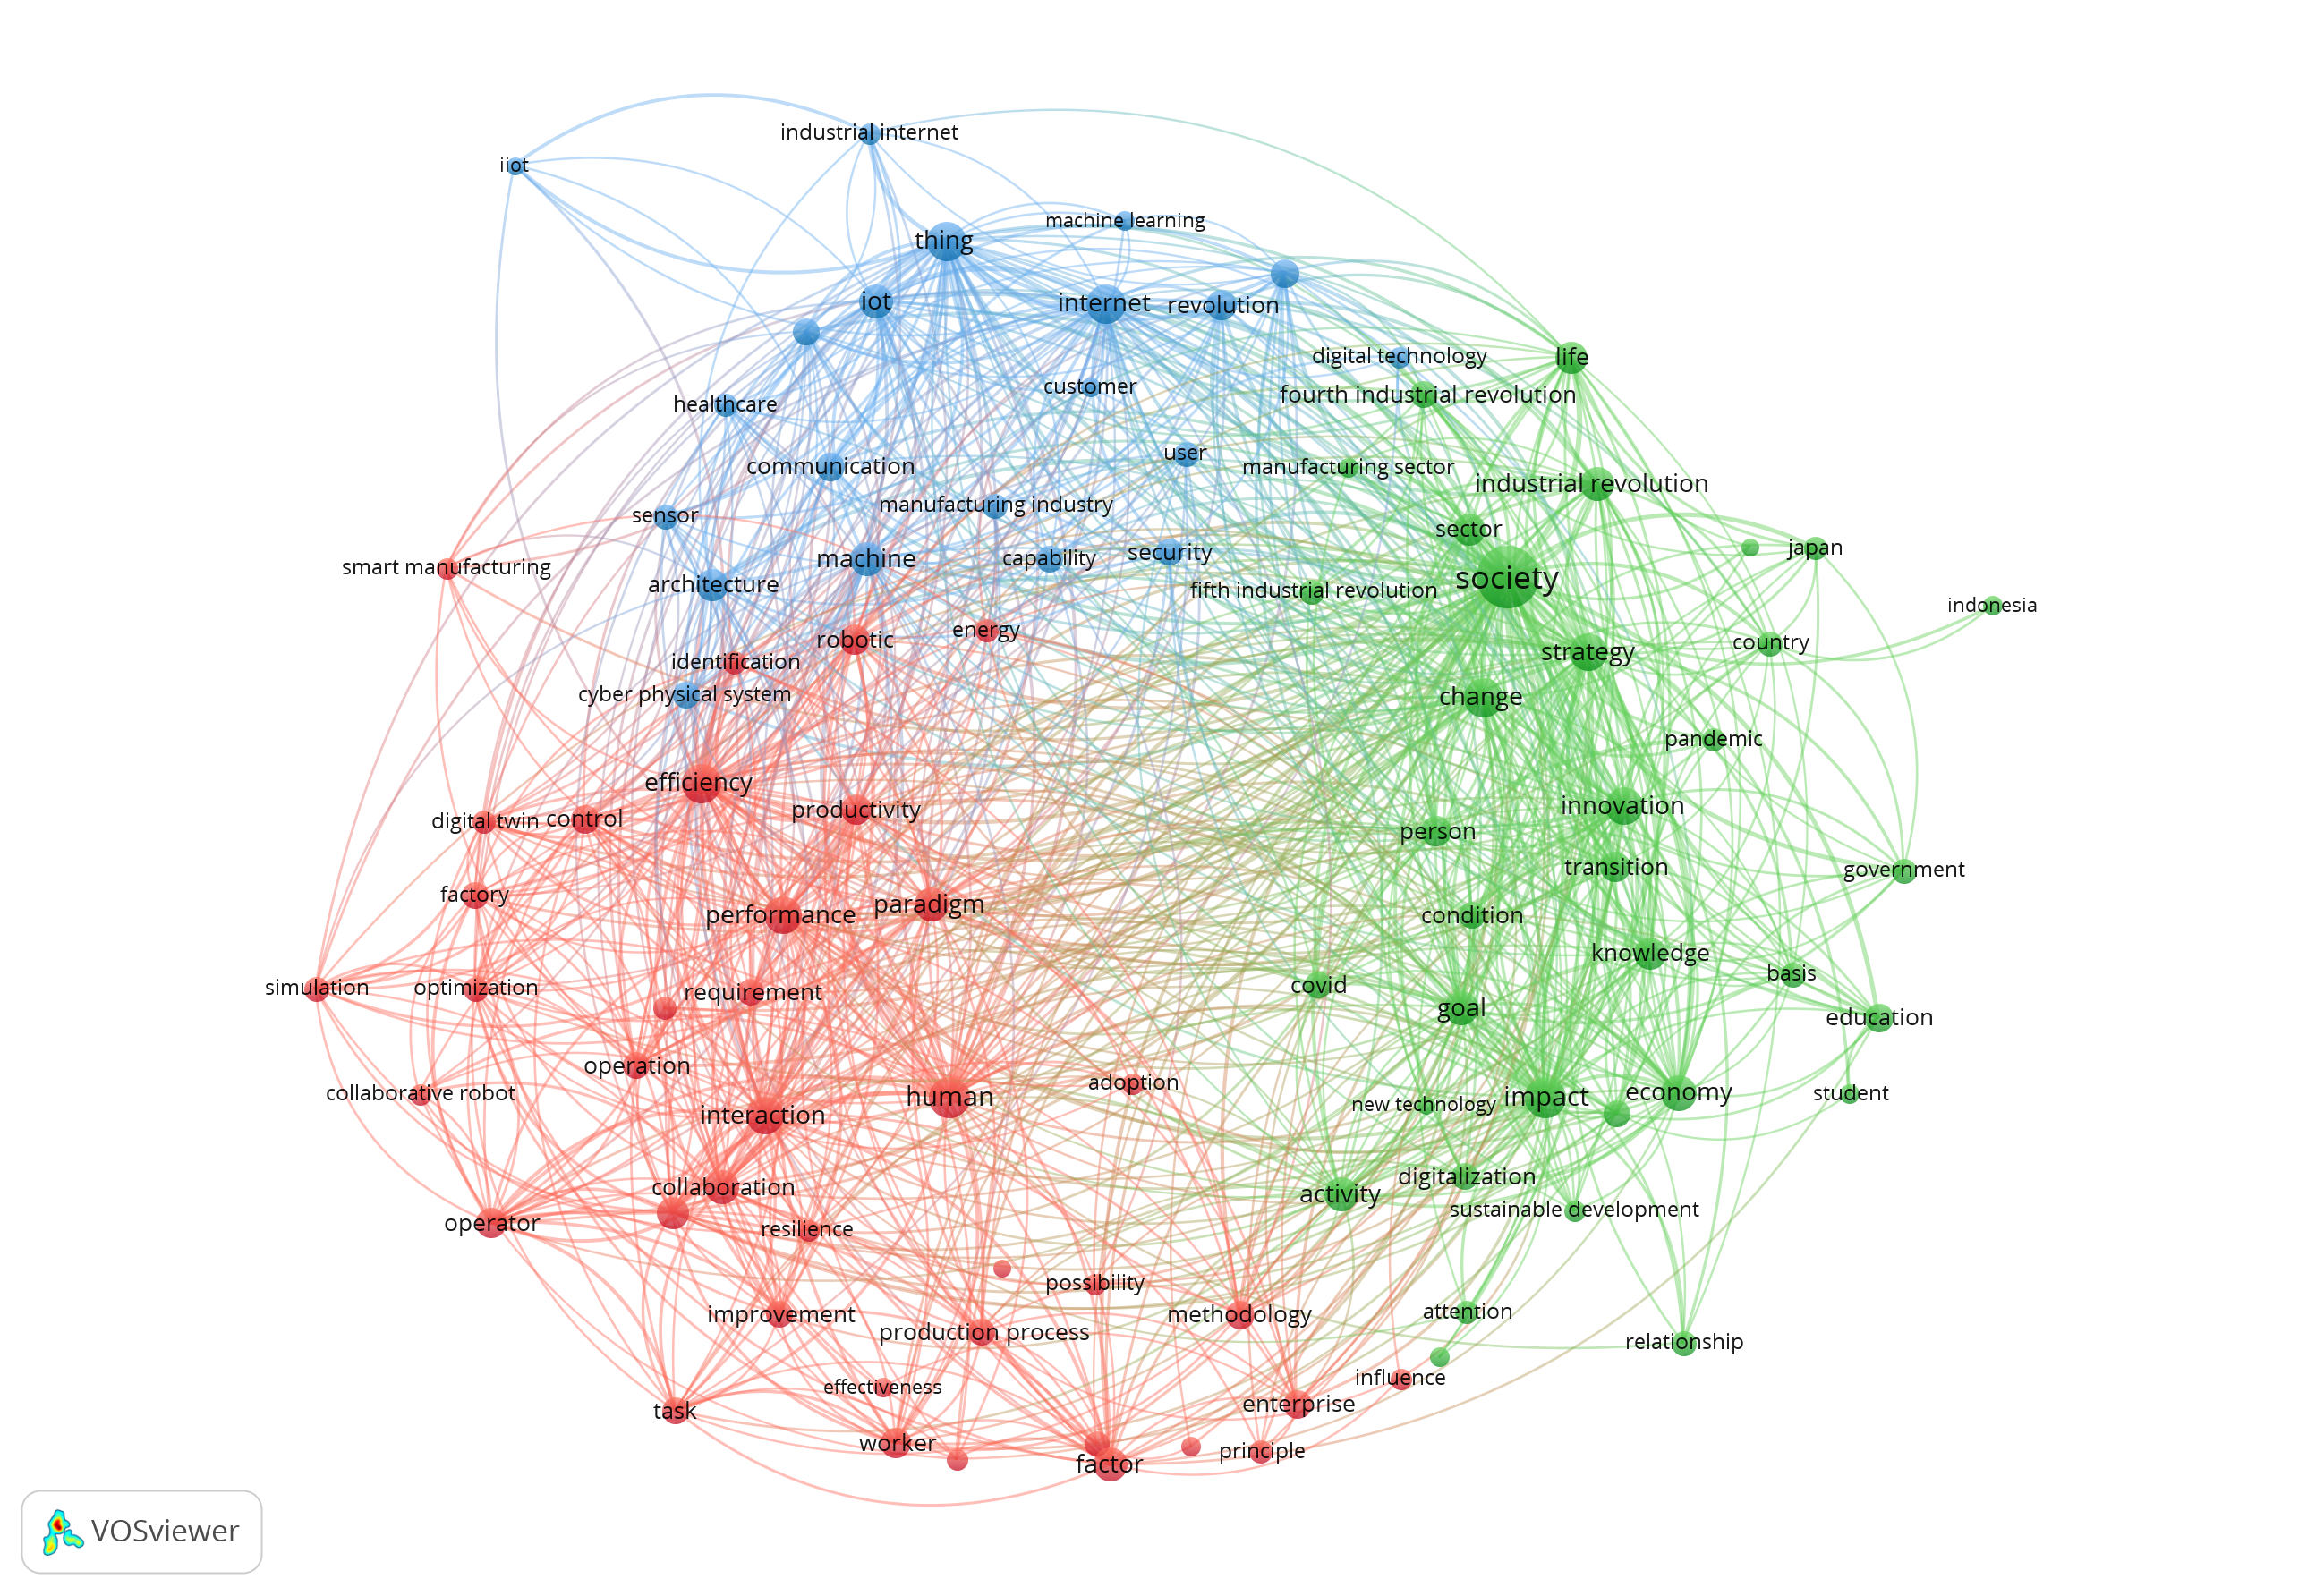 industrial internet
iiot
machine learning
thing
iot
internet
revolution
digital technology
life
customer
fourth industrial revolution
healthcare
user
communication
manufacturing sector
industrial revolution
manufacturing industry
sensor
sector
japan
security
machine
capability
smart manufacturing
society
architecture
fifth industrial revolution
indonesia
energy
robotic
country
strategy
identification
cyber physical system
change
pandemic
efficiency
innovation
productivity
digital twin
control
person
transition
government
factory
paradigm
performance
condition
knowledge
basis
covid
simulation
optimization
requirement
goal
education
operation
adoption
collaborative robot
economy
student
human
impact
new technology
interaction
digitalization
collaboration
activity
sustainable development
operator
resilience
possibility
attention
improvement
methodology
production process
relationship
influence
effectiveness
enterprise
task
worker
principle
factor
VOSviewer